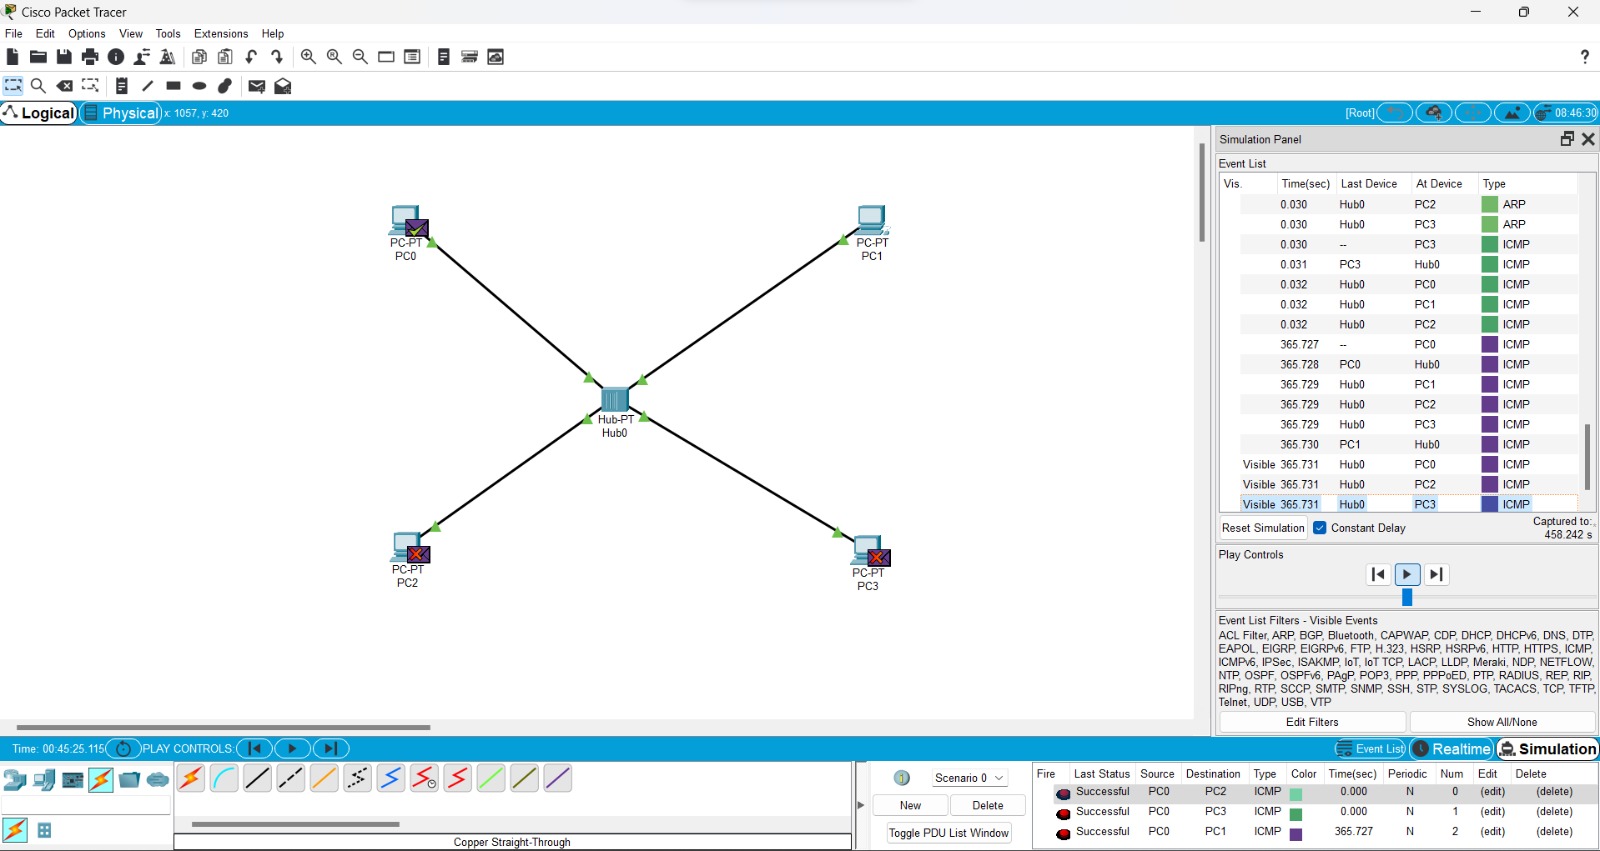 Cisco Packet Tracer
File Edit Options View Tools Extensions Help
?
Logical Physical x: 1057, y: 420 [Root] 08:46:30
PC-PT
PC0
PC-PT
PC1
Hub-PT
Hub0
PC-PT
PC2
PC-PT
PC3
Simulation Panel
Event List
Vis. Time(sec) Last Device At Device Type
0.030 Hub0 PC2 ARP
0.030 Hub0 PC3 ARP
0.030 -- PC3 ICMP
0.031 PC3 Hub0 ICMP
0.032 Hub0 PC0 ICMP
0.032 Hub0 PC1 ICMP
0.032 Hub0 PC2 ICMP
365.727 -- PC0 ICMP
365.728 PC0 Hub0 ICMP
365.729 Hub0 PC1 ICMP
365.729 Hub0 PC2 ICMP
365.729 Hub0 PC3 ICMP
365.730 PC1 Hub0 ICMP
Visible 365.731 Hub0 PC0 ICMP
Visible 365.731 Hub0 PC2 ICMP
Visible 365.731 Hub0 PC3 ICMP
Reset Simulation Constant Delay Captured to:
458.242 s
Play Controls
Event List Filters - Visible Events
ACL Filter, ARP, BGP, Bluetooth, CAPWAP, CDP, DHCP, DHCPv6, DNS, DTP,
EAPOL, EIGRP, EIGRPv6, FTP, H.323, HSRP, HSRPv6, HTTP, HTTPS, ICMP,
ICMPv6, IPSec, ISAKMP, IoT, IoT TCP, LACP, LLDP, Meraki, NDP, NETFLOW,
NTP, OSPF, OSPFv6, PAgP, POP3, PPP, PPPoED, PTP, RADIUS, REP, RIP,
RIPng, RTP, SCCP, SMTP, SNMP, SSH, STP, SYSLOG, TACACS, TCP, TFTP,
Telnet, UDP, USB, VTP
Edit Filters Show All/None
Time: 00:45:25.115 PLAY CONTROLS: Event List Realtime Simulation
Copper Straight-Through
1 Scenario 0
New Delete
Toggle PDU List Window
Fire Last Status Source Destination Type Color Time(sec) Periodic Num Edit Delete
Successful PC0 PC2 ICMP 0.000 N 0 (edit) (delete)
Successful PC0 PC3 ICMP 0.000 N 1 (edit) (delete)
Successful PC0 PC1 ICMP 365.727 N 2 (edit) (delete)